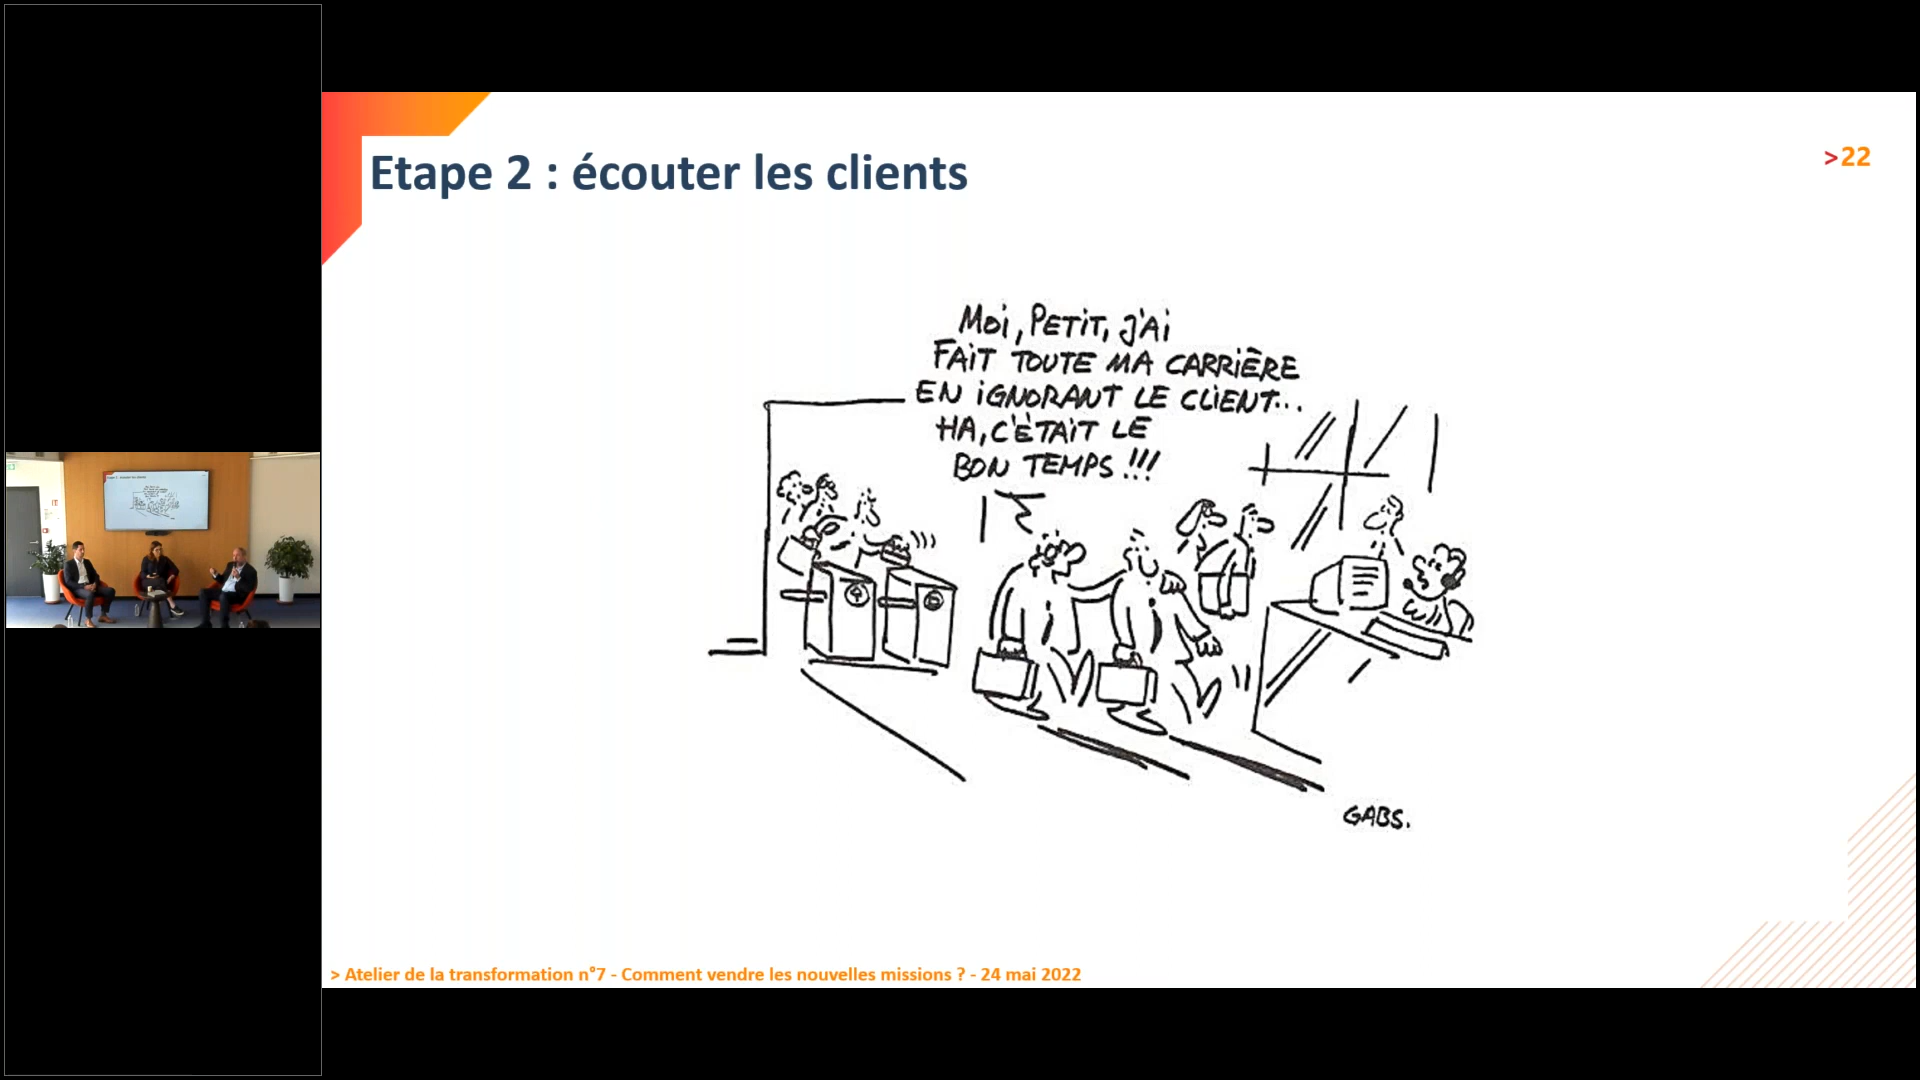 Etape 2 : écouter les clients
>22
MOi, PETiT, J'Ai
FAiT TOUTE MA CARRiÈRE
EN iGNORANT LE CLiENT...
HA, C'ÉTAiT LE
BON TEMPS !!!
GABS.
> Atelier de la transformation n°7 - Comment vendre les nouvelles missions ? - 24 mai 2022